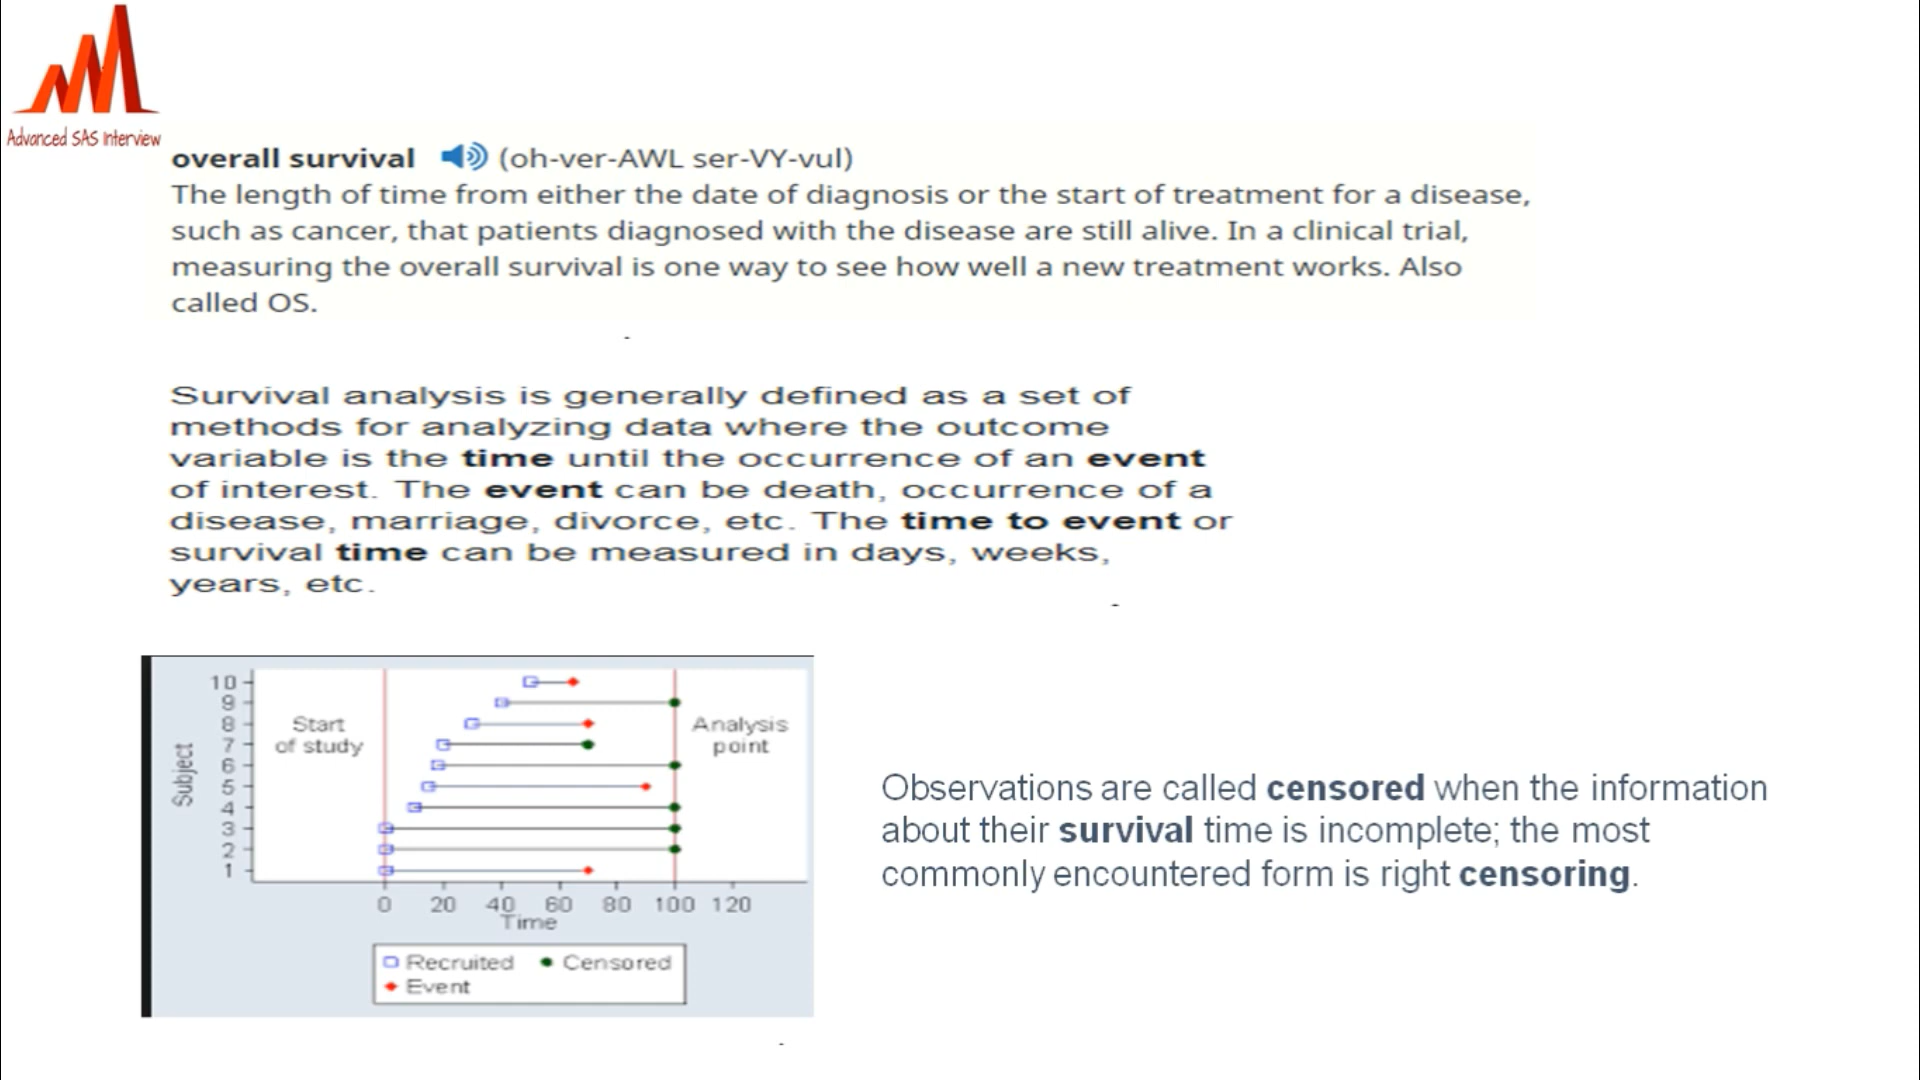 Advanced SAS Interview
overall survival (oh-ver-AWL ser-VY-vul)
The length of time from either the date of diagnosis or the start of treatment for a disease,
such as cancer, that patients diagnosed with the disease are still alive. In a clinical trial,
measuring the overall survival is one way to see how well a new treatment works. Also
called OS.
Survival analysis is generally defined as a set of
methods for analyzing data where the outcome
variable is the time until the occurrence of an event
of interest. The event can be death, occurrence of a
disease, marriage, divorce, etc. The time to event or
survival time can be measured in days, weeks,
years, etc.
Subject
10
9
8
7
6
5
4
3
2
1
Start
of study
Analysis
point
0 20 40 60 80 100 120
Time
Recruited Censored
Event
Observations are called censored when the information
about their survival time is incomplete; the most
commonly encountered form is right censoring.